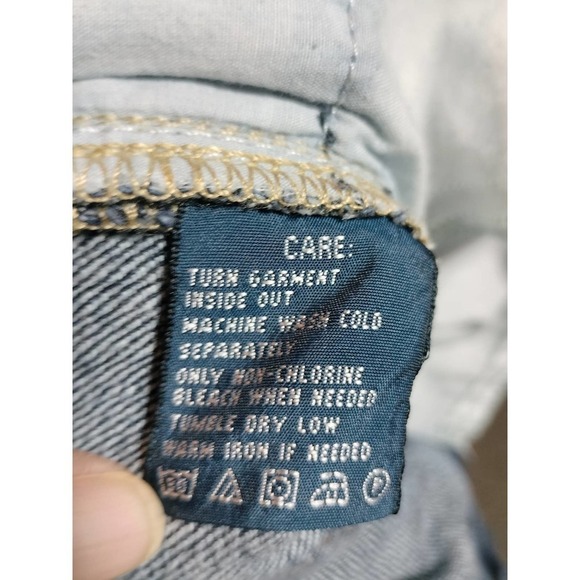 CARE:
TURN GARMENT
INSIDE OUT
MACHINE WASH COLD
SEPARATELY
ONLY NON-CHLORINE
BLEACH WHEN NEEDED
TUMBLE DRY LOW
WARM IRON IF NEEDED
P